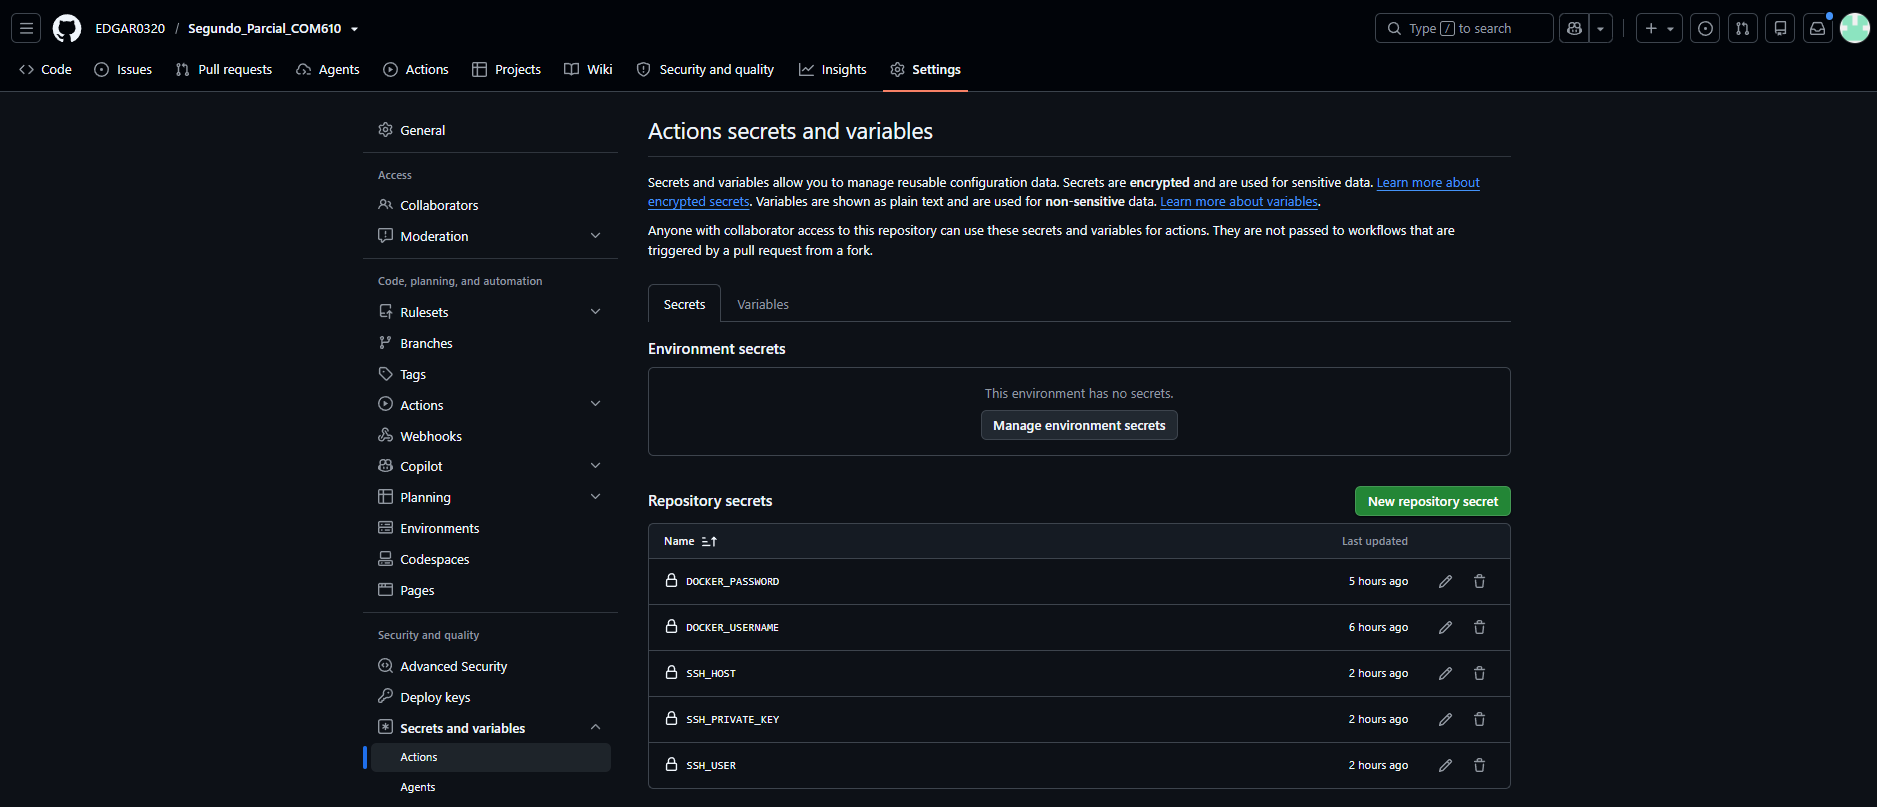 EDGAR0320 / Segundo_Parcial_COM610
Type / to search
Code Issues Pull requests Agents Actions Projects Wiki Security and quality Insights Settings
General
Access
Collaborators
Moderation
Code, planning, and automation
Rulesets
Branches
Tags
Actions
Webhooks
Copilot
Planning
Environments
Codespaces
Pages
Security and quality
Advanced Security
Deploy keys
Secrets and variables
Actions
Agents
Actions secrets and variables
Secrets and variables allow you to manage reusable configuration data. Secrets are encrypted and are used for sensitive data. Learn more about
encrypted secrets. Variables are shown as plain text and are used for non-sensitive data. Learn more about variables.
Anyone with collaborator access to this repository can use these secrets and variables for actions. They are not passed to workflows that are
triggered by a pull request from a fork.
Secrets Variables
Environment secrets
This environment has no secrets.
Manage environment secrets
Repository secrets
New repository secret
Name Last updated
DOCKER_PASSWORD 5 hours ago
DOCKER_USERNAME 6 hours ago
SSH_HOST 2 hours ago
SSH_PRIVATE_KEY 2 hours ago
SSH_USER 2 hours ago